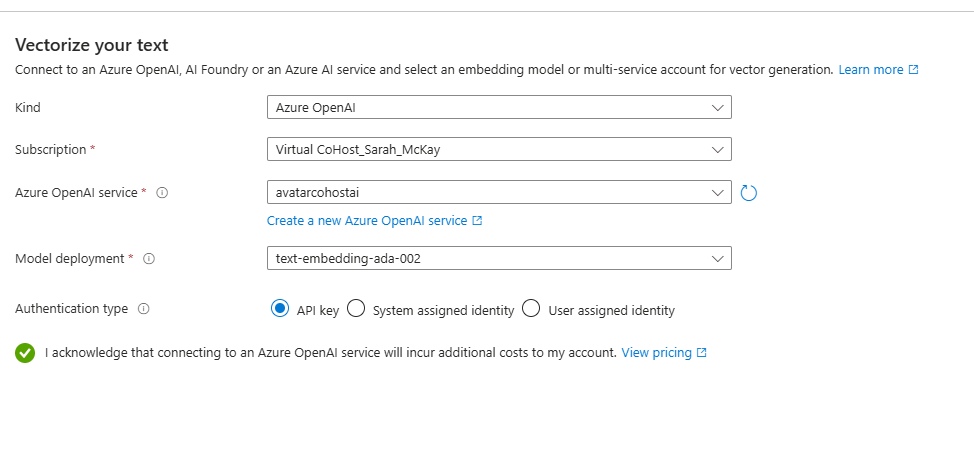 Vectorize your text
Connect to an Azure OpenAI, AI Foundry or an Azure AI service and select an embedding model or multi-service account for vector generation. Learn more
Kind
Azure OpenAI
Subscription *
Virtual CoHost_Sarah_McKay
Azure OpenAI service *
avatarcohostai
Create a new Azure OpenAI service
Model deployment *
text-embedding-ada-002
Authentication type
API key System assigned identity User assigned identity
I acknowledge that connecting to an Azure OpenAI service will incur additional costs to my account. View pricing